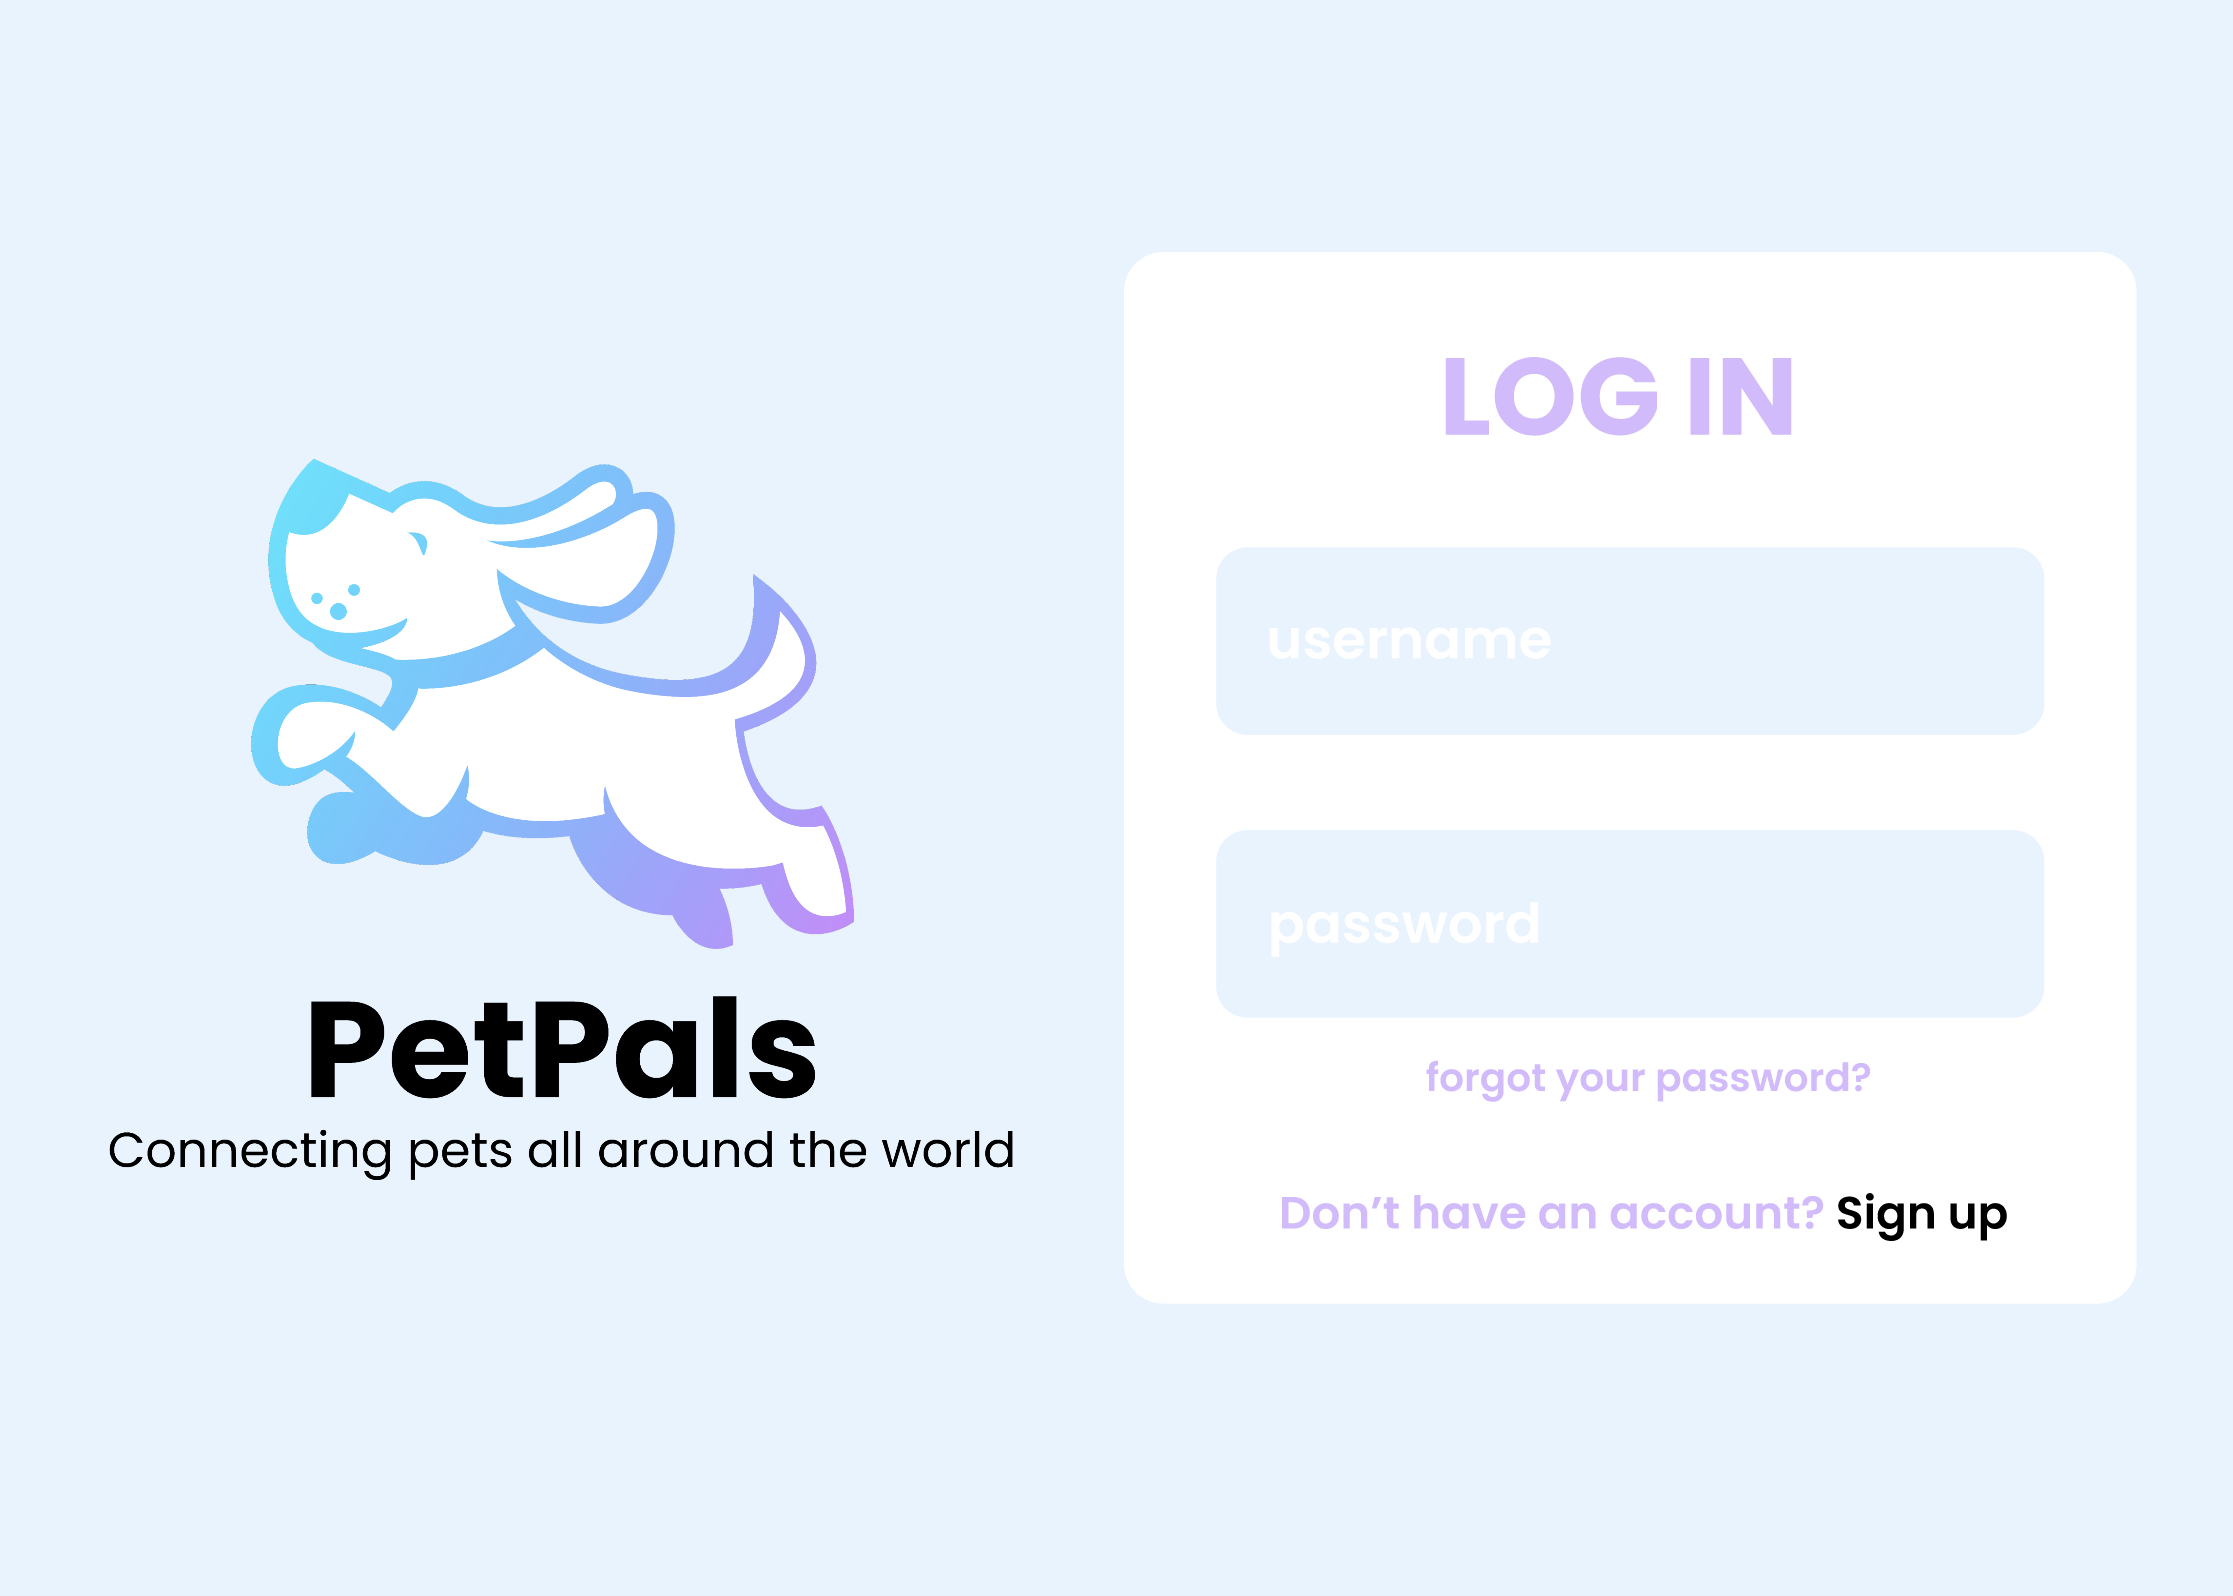 PetPals
Connecting pets all around the world
LOG IN
username
password
forgot your password?
Don’t have an account? Sign up